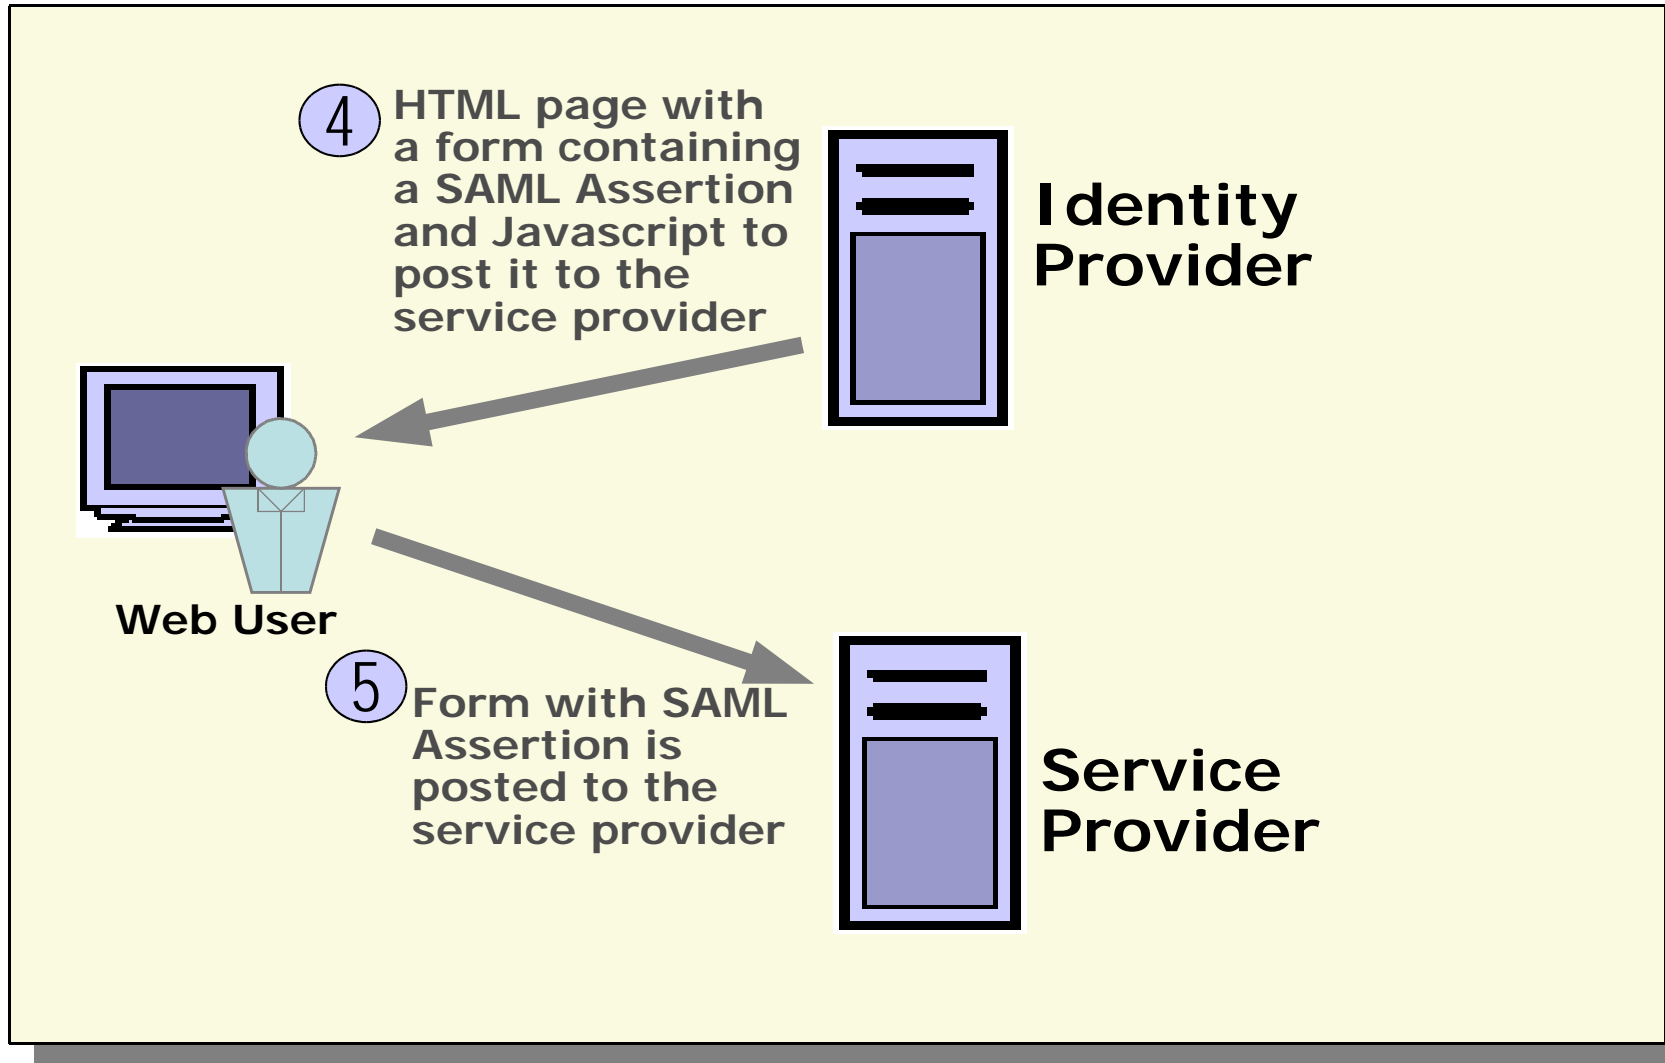 4
HTML page with
a form containing
a SAML Assertion
and Javascript to
post it to the
service provider
Identity
Provider
Web User
5
Form with SAML
Assertion is
posted to the
service provider
Service
Provider